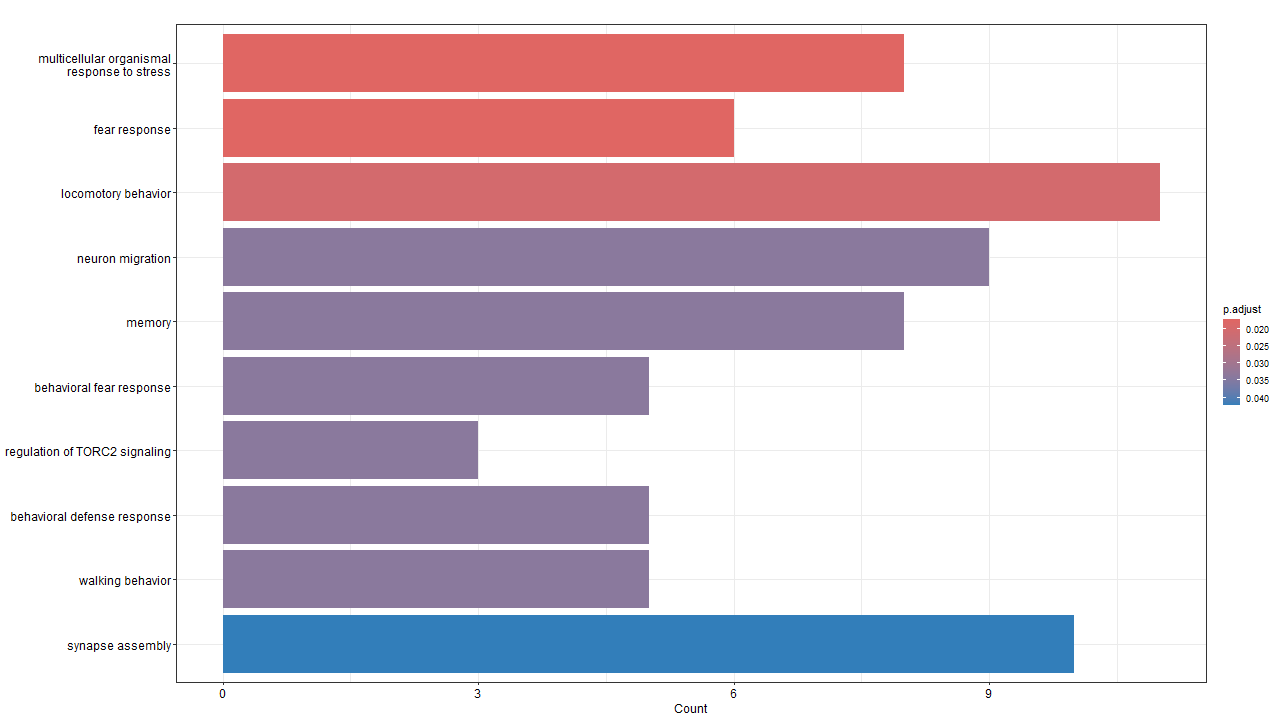 multicellular organismal
response to stress
fear response
locomotory behavior
neuron migration
memory
behavioral fear response
regulation of TORC2 signaling
behavioral defense response
walking behavior
synapse assembly
0 3 6 9
Count
p.adjust
0.020
0.025
0.030
0.035
0.040